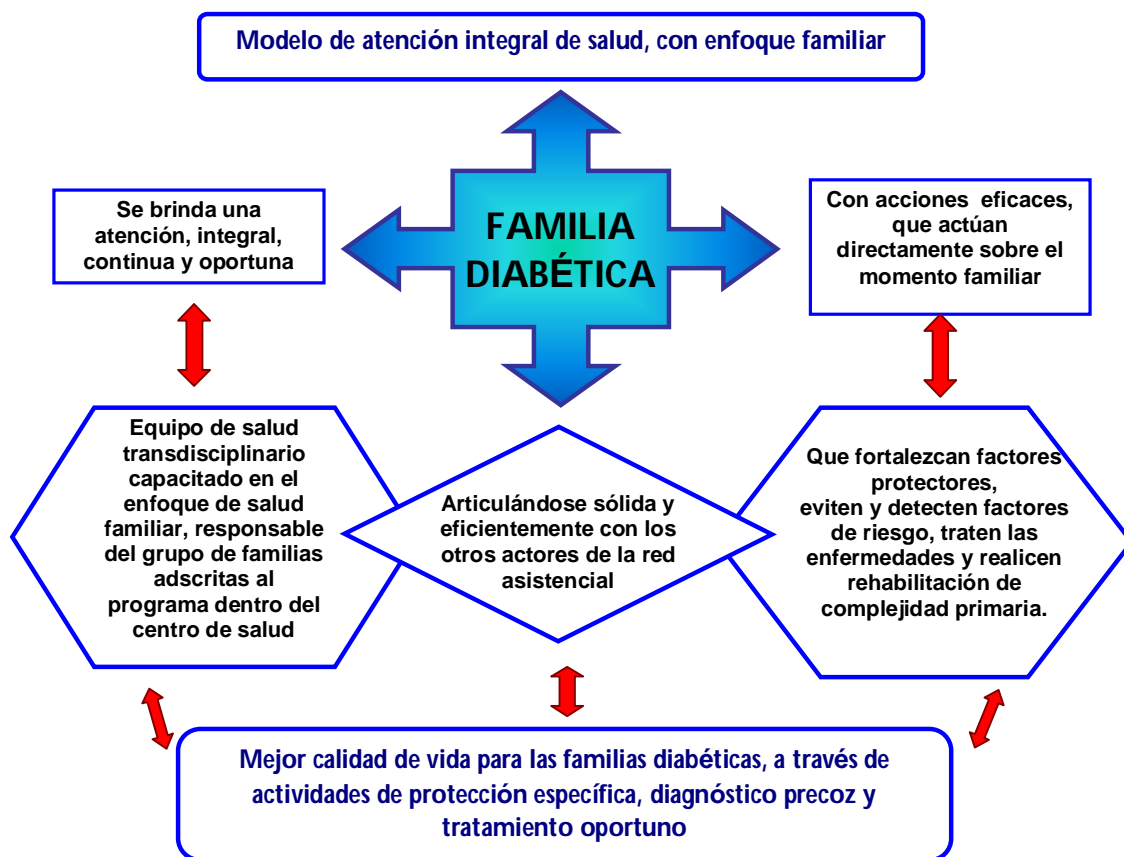 Modelo de atención integral de salud, con enfoque familiar
Se brinda una
atención, integral,
continua y oportuna
FAMILIA
DIABÉTICA
Con acciones eficaces,
que actúan
directamente sobre el
momento familiar
Equipo de salud
transdisciplinario
capacitado en el
enfoque de salud
familiar, responsable
del grupo de familias
adscritas al
programa dentro del
centro de salud
Articulándose sólida y
eficientemente con los
otros actores de la red
asistencial
Que fortalezcan factores
protectores,
eviten y detecten factores
de riesgo, traten las
enfermedades y realicen
rehabilitación de
complejidad primaria.
Mejor calidad de vida para las familias diabéticas, a través de
actividades de protección específica, diagnóstico precoz y
tratamiento oportuno